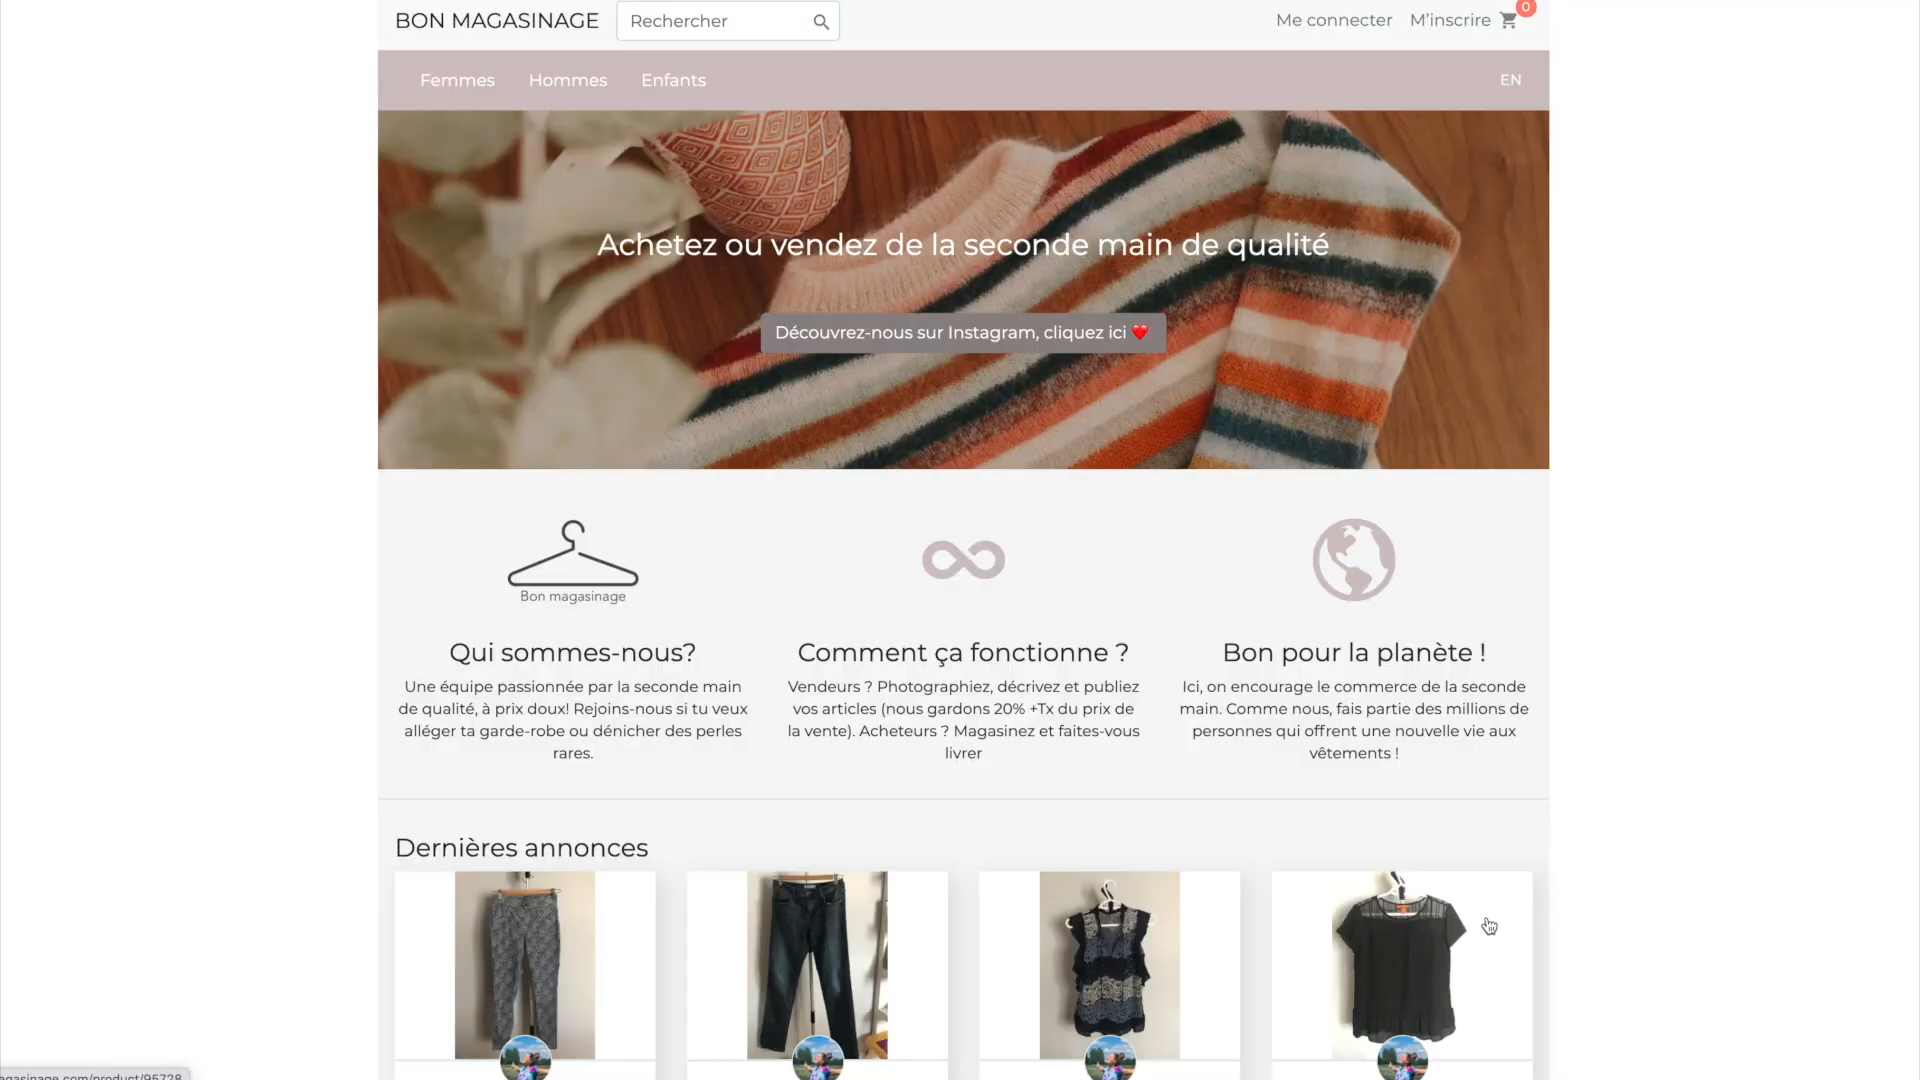 BON MAGASINAGE
Rechercher
Me connecter
M'inscrire
0
Femmes
Hommes
Enfants
EN
Achetez ou vendez de la seconde main de qualité
Découvrez-nous sur Instagram, cliquez ici ❤️
Bon magasinage
Qui sommes-nous?
Une équipe passionnée par la seconde main
de qualité, à prix doux! Rejoins-nous si tu veux
alléger ta garde-robe ou dénicher des perles
rares.
Comment ça fonctionne ?
Vendeurs ? Photographiez, décrivez et publiez
vos articles (nous gardons 20% +Tx du prix de
la vente). Acheteurs ? Magasinez et faites-vous
livrer
Bon pour la planète !
Ici, on encourage le commerce de la seconde
main. Comme nous, fais partie des millions de
personnes qui offrent une nouvelle vie aux
vêtements !
Dernières annonces
agasinage.com/product/95728